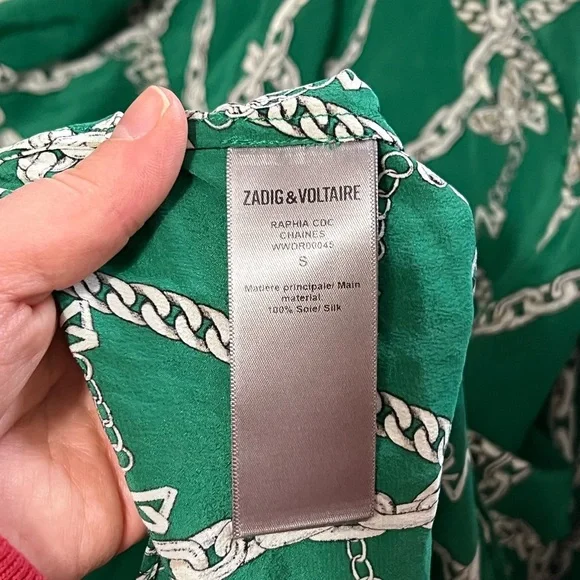 ZADIG & VOLTAIRE
RAPHIA CDC
CHAINES
WWDR00045
S
Matière principale/ Main
material
100% Soie/ Silk